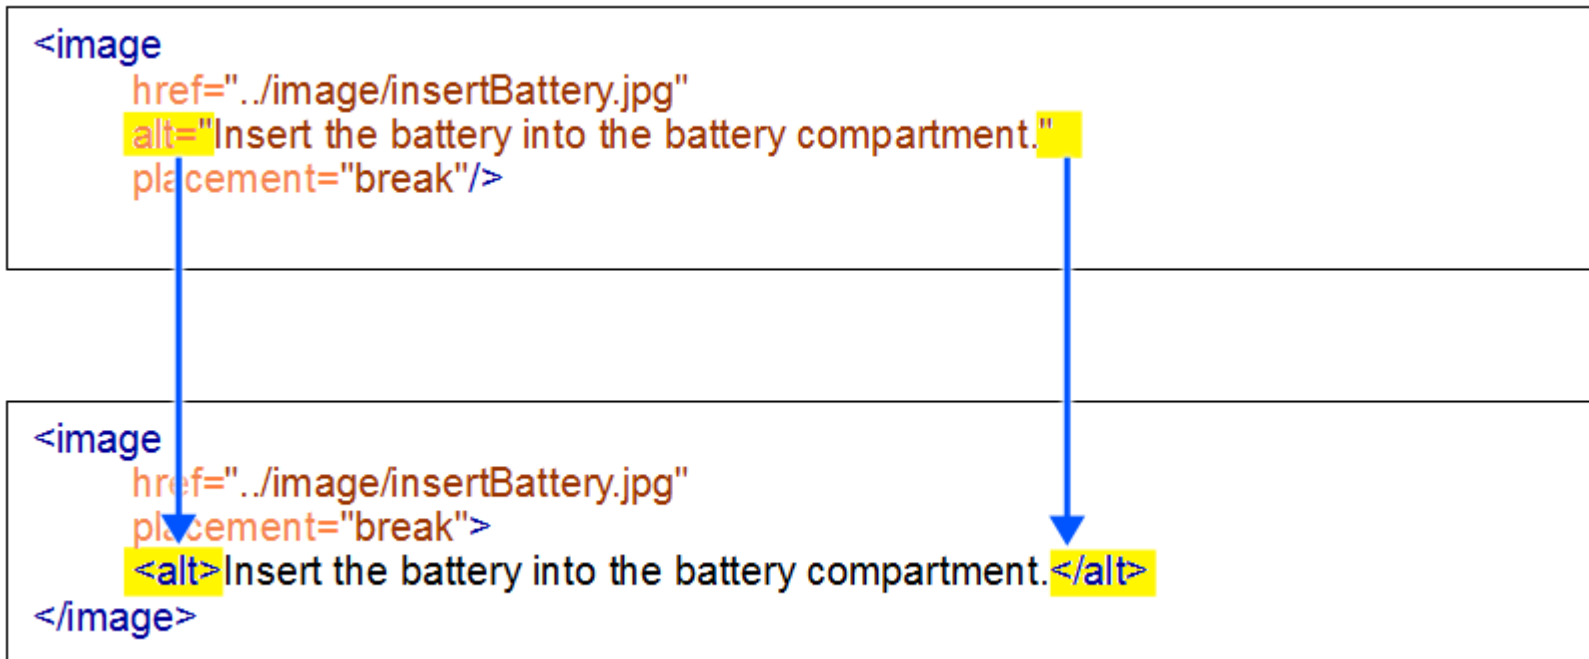 <image
href="../image/insertBattery.jpg"
alt="Insert the battery into the battery compartment."
placement="break"/>
<image
href="../image/insertBattery.jpg"
placement="break">
<alt>Insert the battery into the battery compartment.</alt>
</image>